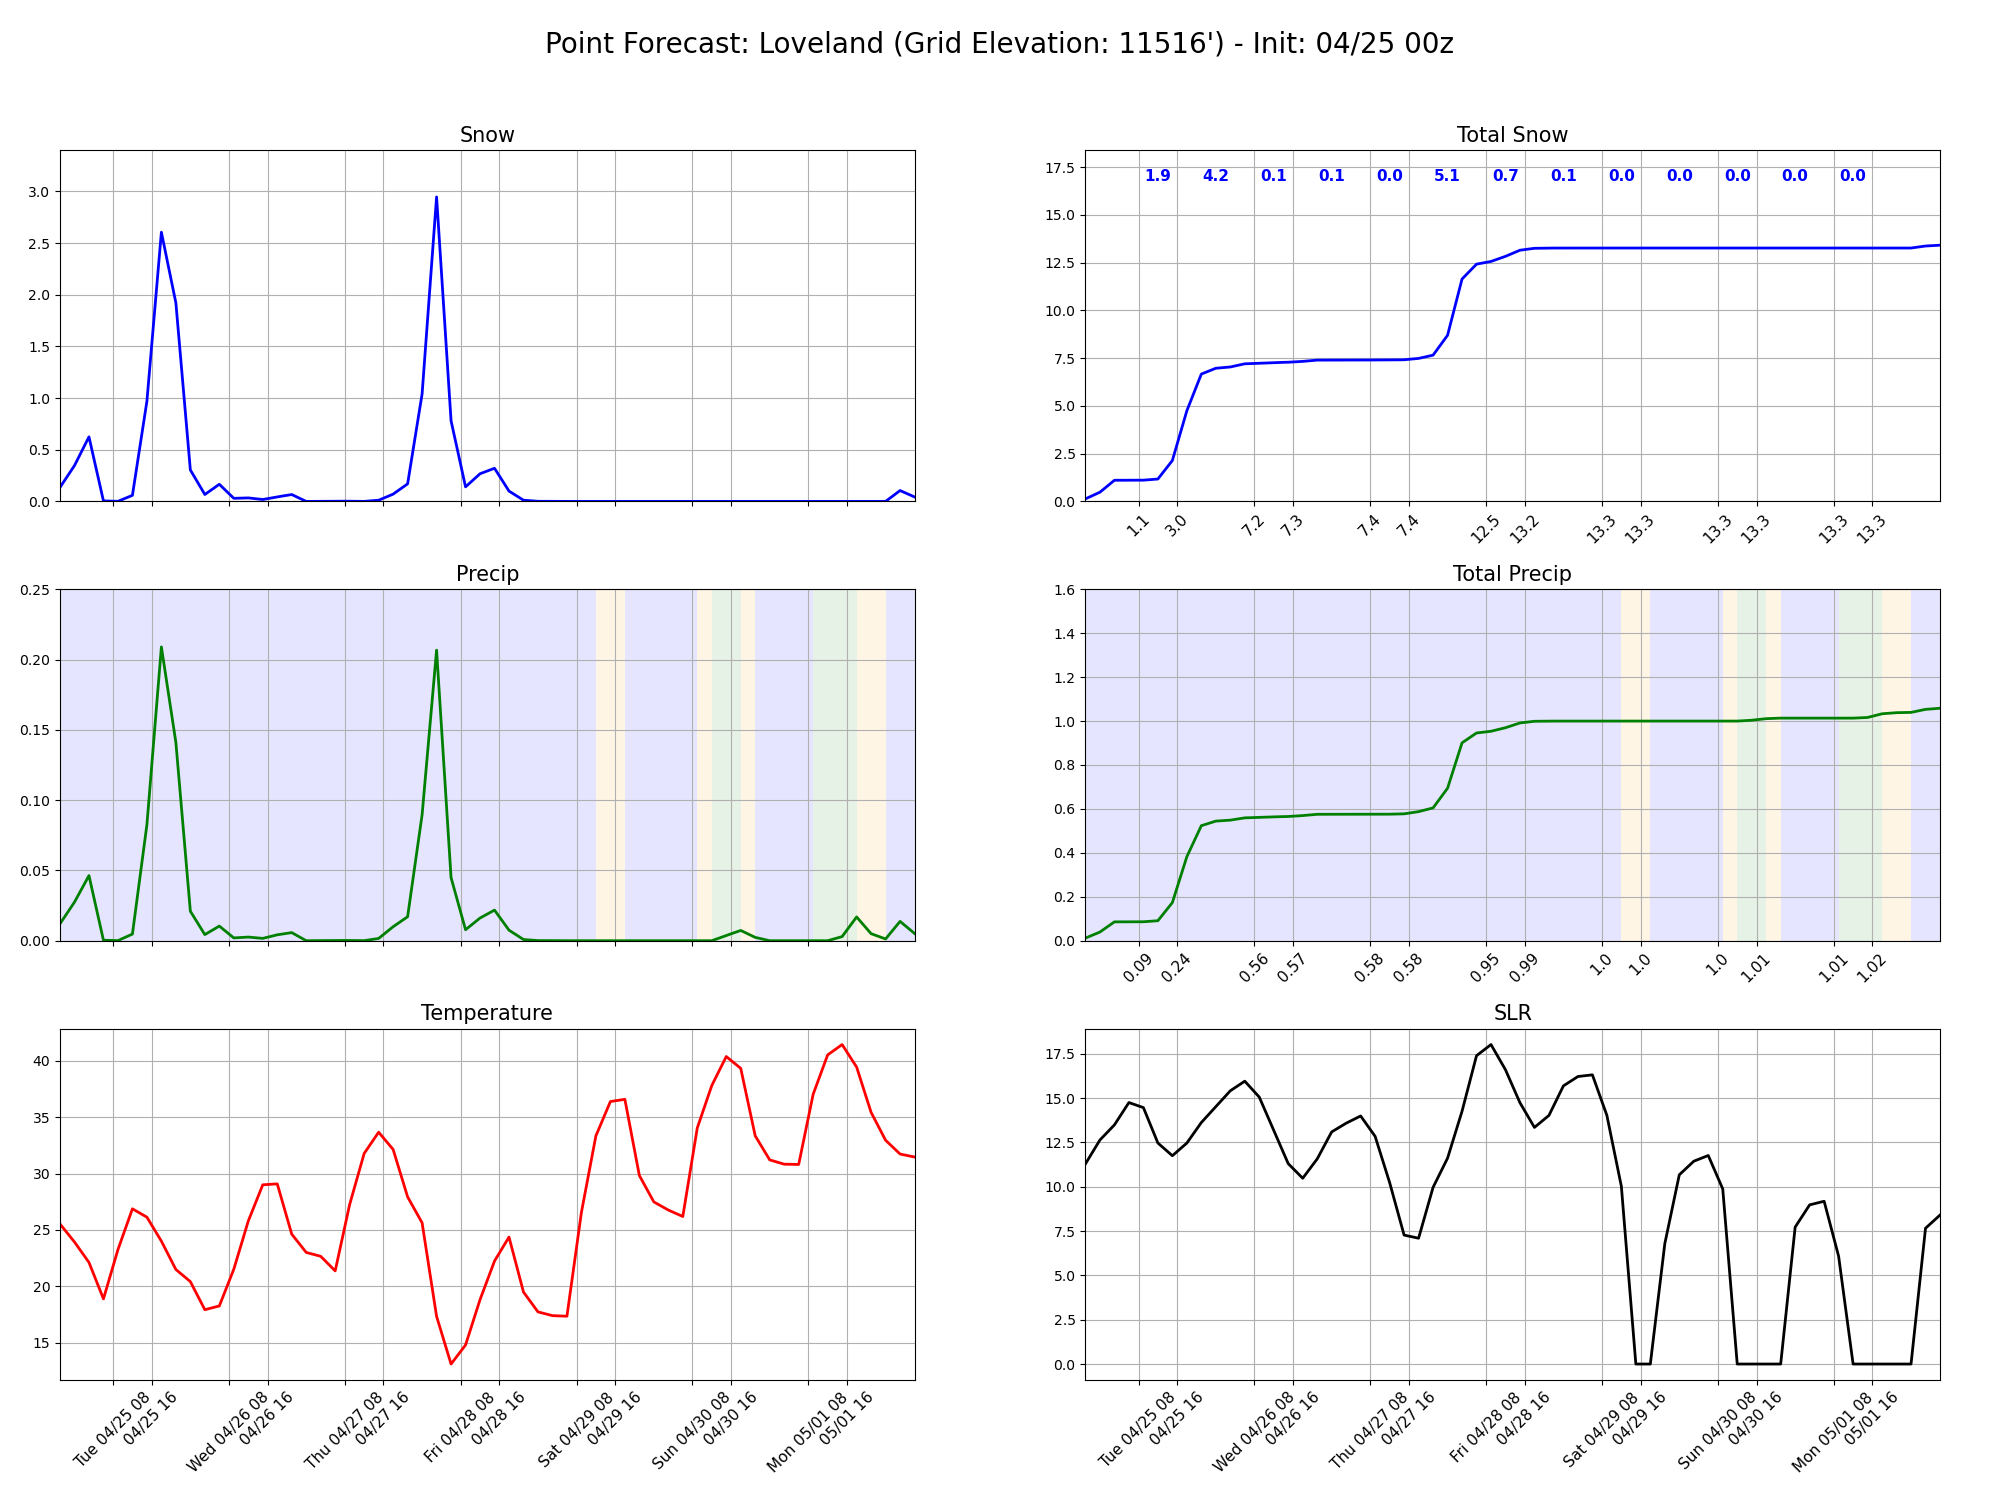 Point Forecast: Loveland (Grid Elevation: 11516') - Init: 04/25 00z
Snow
3.0
2.5
2.0
1.5
1.0
0.5
0.0
Total Snow
17.5
15.0
12.5
10.0
7.5
5.0
2.5
0.0
1.9 4.2 0.1 0.1 0.0 5.1 0.7 0.1 0.0 0.0 0.0 0.0 0.0
1.1 3.0 7.2 7.3 7.4 7.4 12.5 13.2 13.3 13.3 13.3 13.3 13.3 13.3
Precip
0.25
0.20
0.15
0.10
0.05
0.00
Total Precip
1.6
1.4
1.2
1.0
0.8
0.6
0.4
0.2
0.0
0.09 0.24 0.56 0.57 0.58 0.58 0.95 0.99 1.0 1.0 1.0 1.01 1.01 1.02
Temperature
40
35
30
25
20
15
Tue 04/25 08
04/25 16
Wed 04/26 08
04/26 16
Thu 04/27 08
04/27 16
Fri 04/28 08
04/28 16
Sat 04/29 08
04/29 16
Sun 04/30 08
04/30 16
Mon 05/01 08
05/01 16
SLR
17.5
15.0
12.5
10.0
7.5
5.0
2.5
0.0
Tue 04/25 08
04/25 16
Wed 04/26 08
04/26 16
Thu 04/27 08
04/27 16
Fri 04/28 08
04/28 16
Sat 04/29 08
04/29 16
Sun 04/30 08
04/30 16
Mon 05/01 08
05/01 16